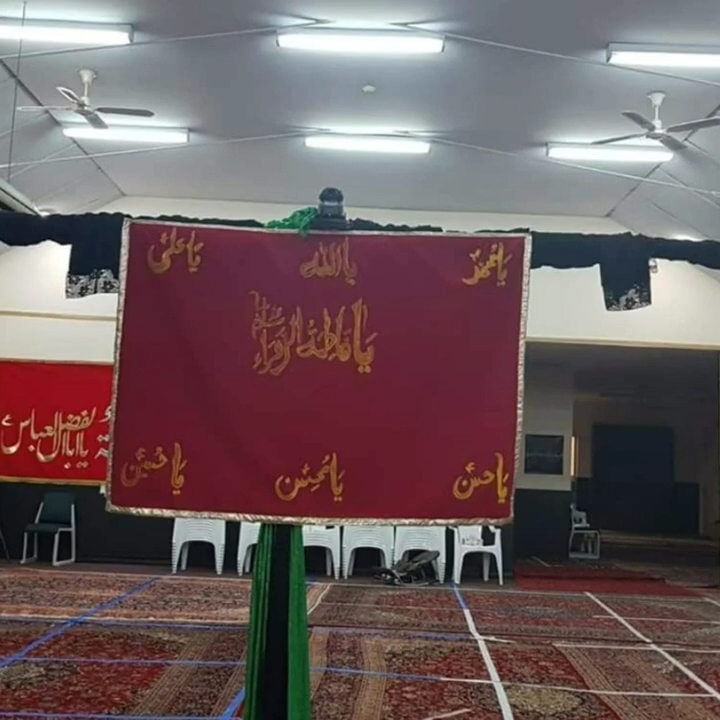 يا محمد يا الله يا علي
يا فاطمة الزهراء
يا حسن يا محسن يا حسين
يا ابا الفضل العباس